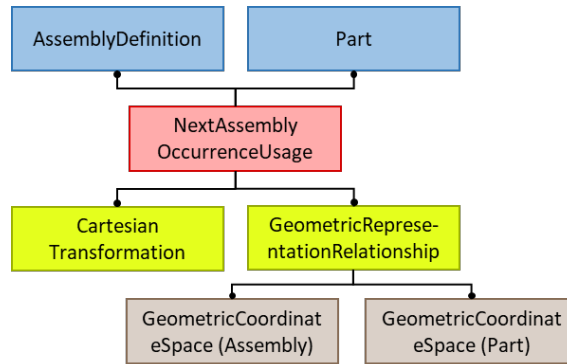 AssemblyDefinition
Part
NextAssembly
OccurrenceUsage
Cartesian
Transformation
GeometricReprese-
ntationRelationship
GeometricCoordinat
eSpace (Assembly)
GeometricCoordinat
eSpace (Part)